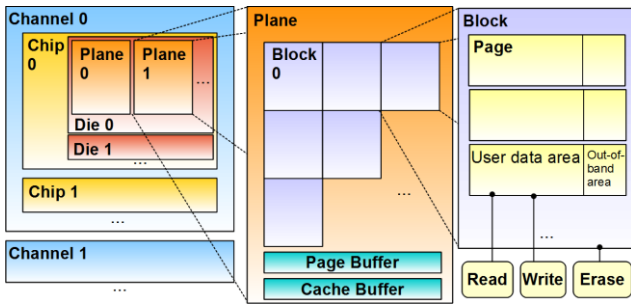 Channel 0
Chip
0
Plane
0
Plane
1
...
Die 0
Die 1
...
Chip 1
...
Channel 1
...
Plane
Block
0
...
Page Buffer
Cache Buffer
Block
Page
User data area
Out-of-
band
area
...
Read
Write
Erase